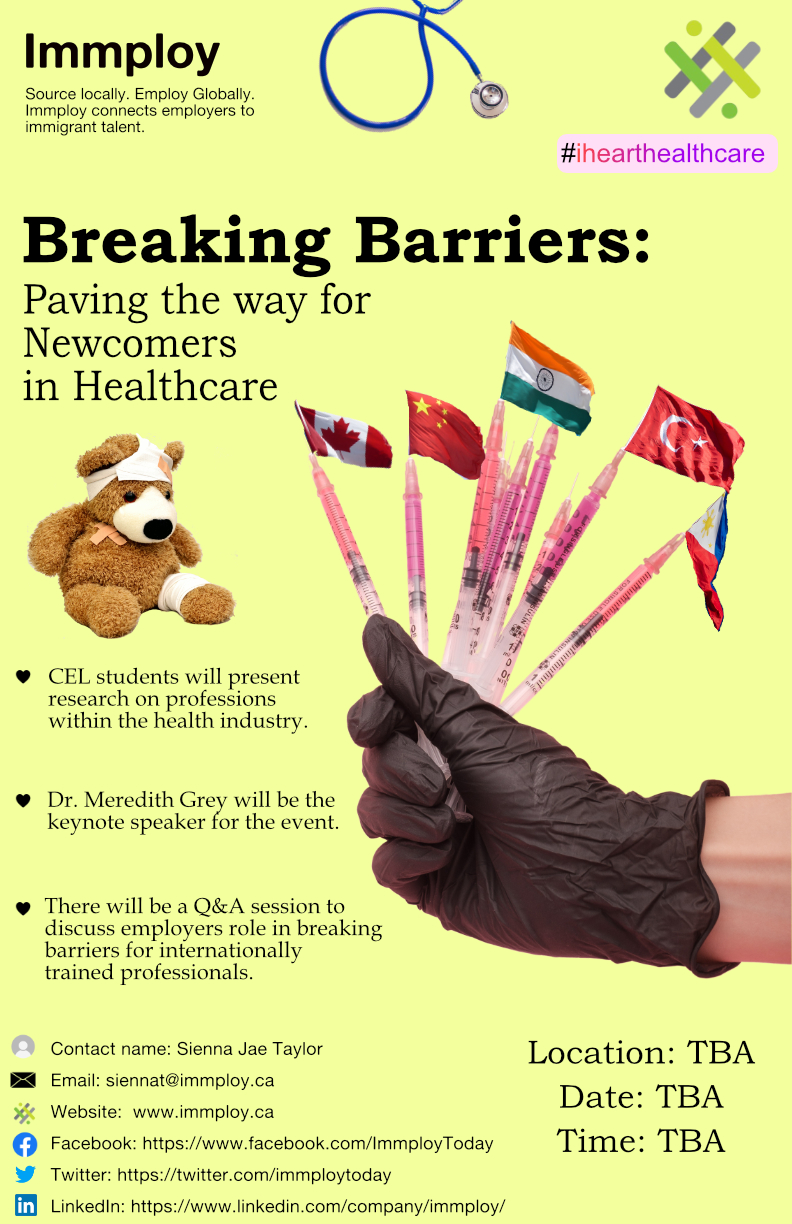 Immploy
Source locally. Employ Globally.
Immploy connects employers to
immigrant talent.
#ihearthealthcare
Breaking Barriers:
Paving the way for
Newcomers
in Healthcare
CEL students will present
research on professions
within the health industry.
Dr. Meredith Grey will be the
keynote speaker for the event.
There will be a Q&A session to
discuss employers role in breaking
barriers for internationally
trained professionals.
Contact name: Sienna Jae Taylor
Email: siennat@immploy.ca
Website: www.immploy.ca
Facebook: https://www.facebook.com/ImmployToday
Twitter: https://twitter.com/immploytoday
LinkedIn: https://www.linkedin.com/company/immploy/
Location: TBA
Date: TBA
Time: TBA